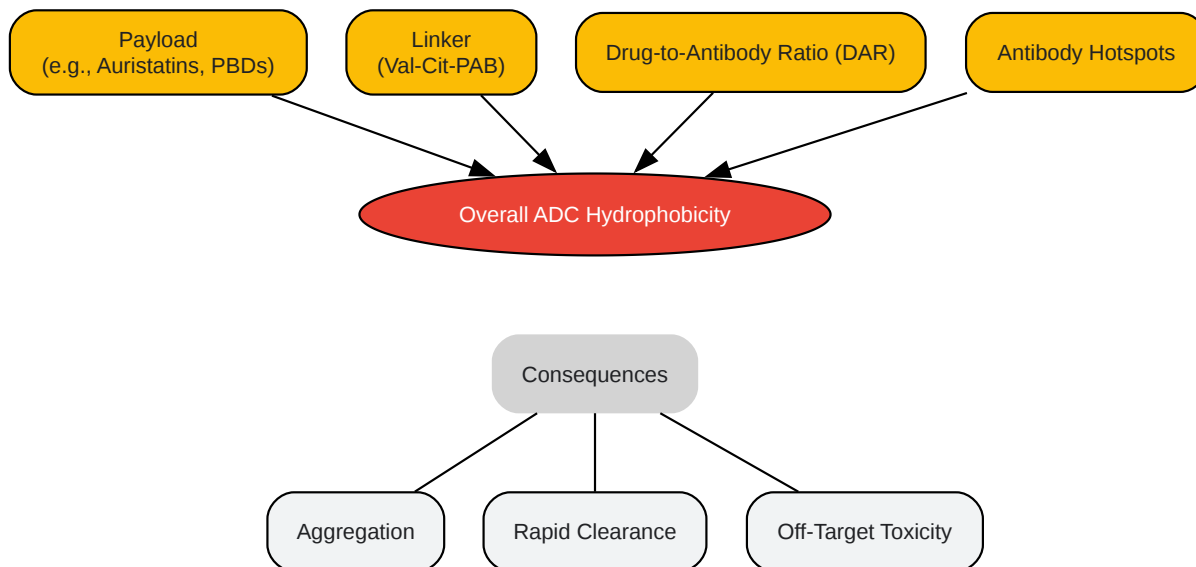 Payload
(e.g., Auristatins, PBDs)
Linker
(Val-Cit-PAB)
Drug-to-Antibody Ratio (DAR)
Antibody Hotspots
Overall ADC Hydrophobicity
Consequences
Aggregation
Rapid Clearance
Off-Target Toxicity